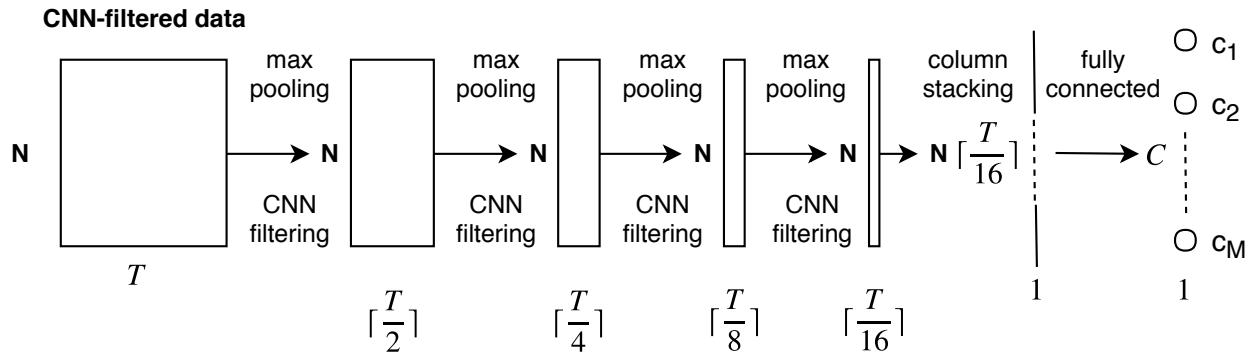 CNN-filtered data
N
T
max
pooling
CNN
filtering
N
⌈T/2⌉
max
pooling
CNN
filtering
N
⌈T/4⌉
max
pooling
CNN
filtering
N
⌈T/8⌉
max
pooling
CNN
filtering
N
⌈T/16⌉
column
stacking
N ⌈T/16⌉
1
fully
connected
C
c1
c2
cM
1